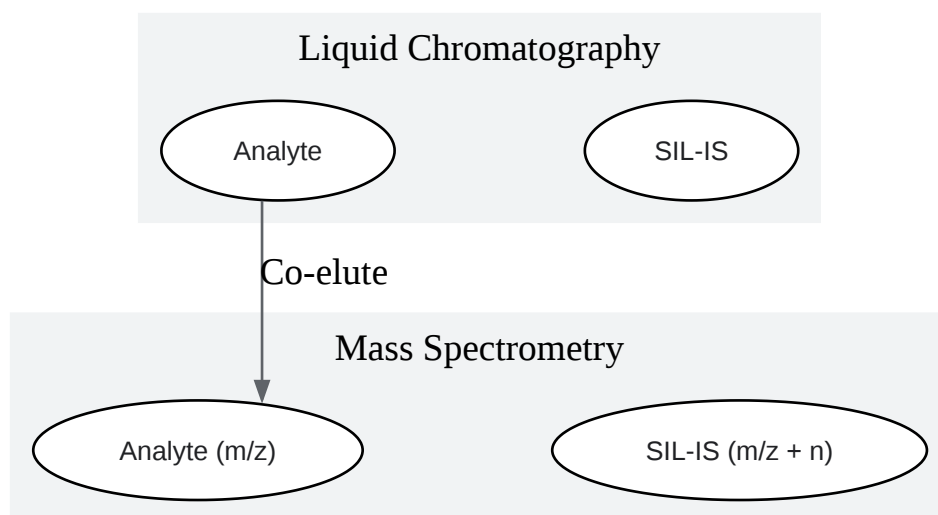 Liquid Chromatography
Analyte
SIL-IS
Co-elute
Mass Spectrometry
Analyte (m/z)
SIL-IS (m/z + n)